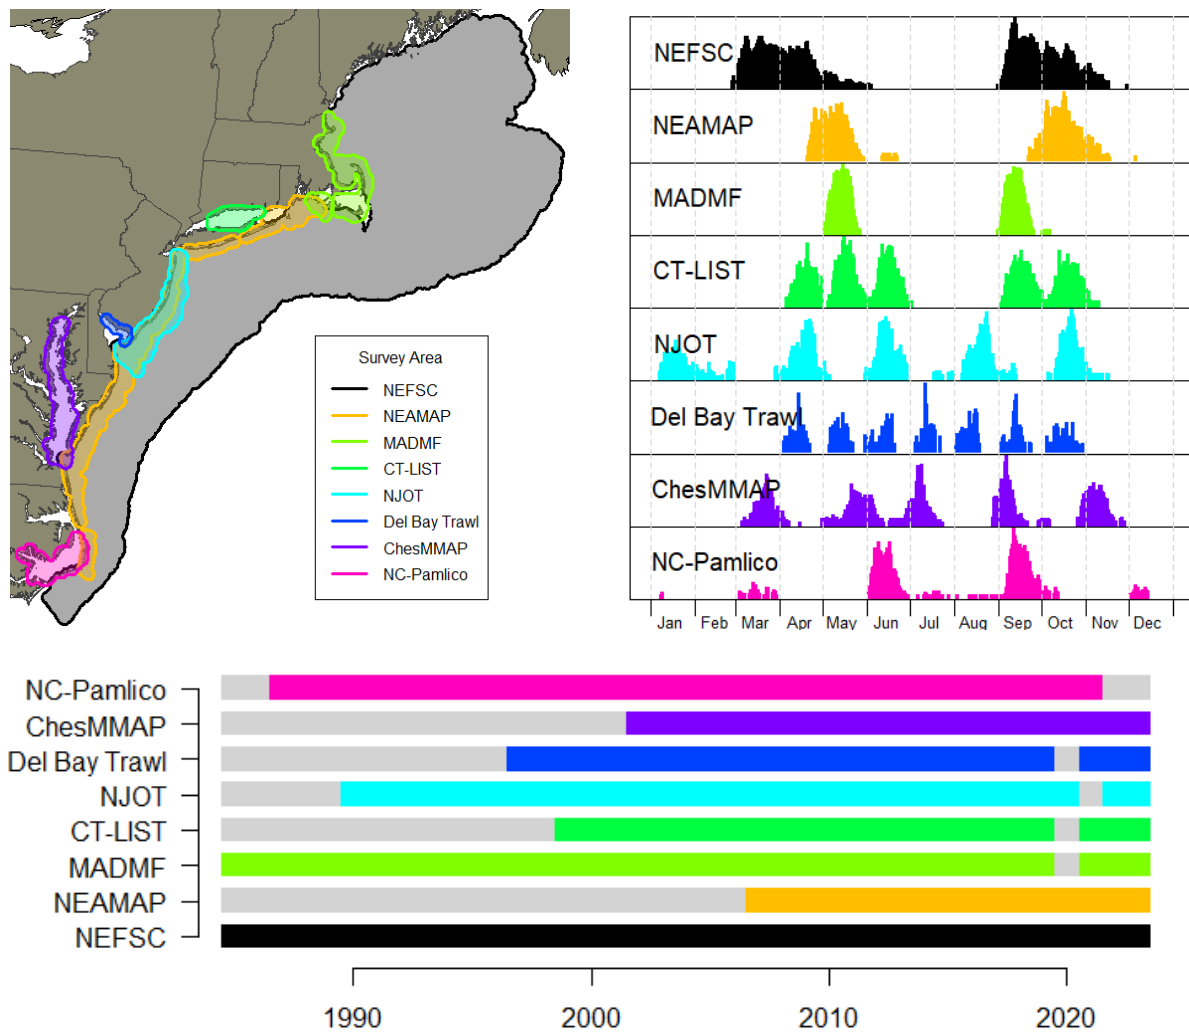 Survey Area
NEFSC
NEAMAP
MADMF
CT-LIST
NJOT
Del Bay Trawl
ChesMMAP
NC-Pamlico
NEFSC
NEAMAP
MADMF
CT-LIST
NJOT
Del Bay Trawl
ChesMMAP
NC-Pamlico
Jan Feb Mar Apr May Jun Jul Aug Sep Oct Nov Dec
NC-Pamlico
ChesMMAP
Del Bay Trawl
NJOT
CT-LIST
MADMF
NEAMAP
NEFSC
1990 2000 2010 2020